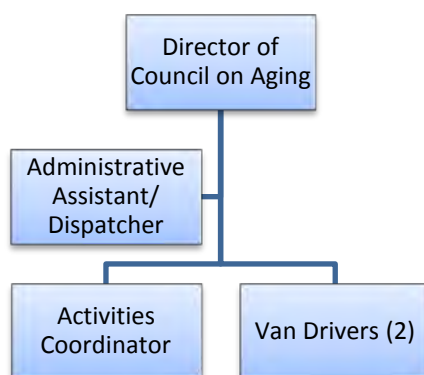 Director of
Council on Aging
Administrative
Assistant/
Dispatcher
Activities
Coordinator
Van Drivers (2)